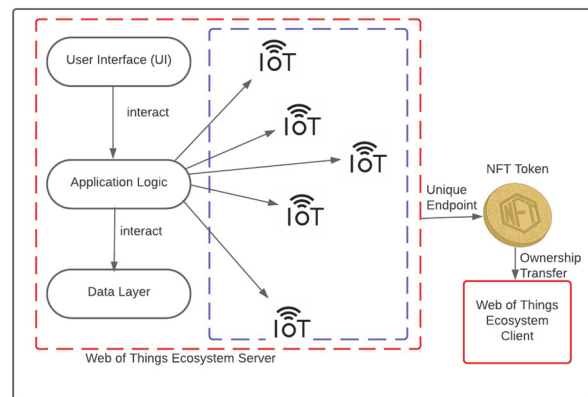 User Interface (UI)
interact
Application Logic
interact
Data Layer
IOT
IOT
IOT
IOT
IOT
Web of Things Ecosystem Server
Unique
Endpoint
NFT Token
NFT
Ownership
Transfer
Web of Things
Ecosystem
Client